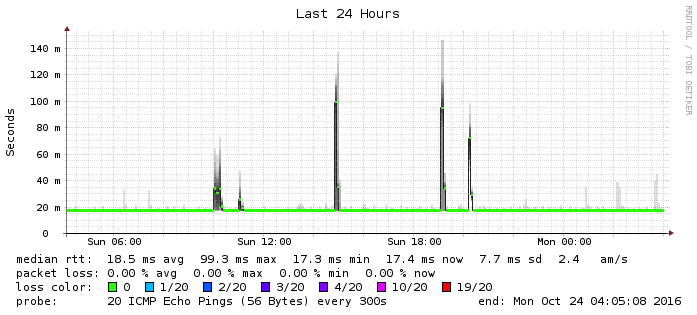 Last 24 Hours
RRDTOOL / TOBI OETIKER
Seconds
140 m
120 m
100 m
80 m
60 m
40 m
20 m
0
Sun 06:00 Sun 12:00 Sun 18:00 Mon 00:00
median rtt: 18.5 ms avg 99.3 ms max 17.3 ms min 17.4 ms now 7.7 ms sd 2.4 am/s
packet loss: 0.00 % avg 0.00 % max 0.00 % min 0.00 % now
loss color: 0 1/20 2/20 3/20 4/20 10/20 19/20
probe: 20 ICMP Echo Pings (56 Bytes) every 300s end: Mon Oct 24 04:05:08 2016